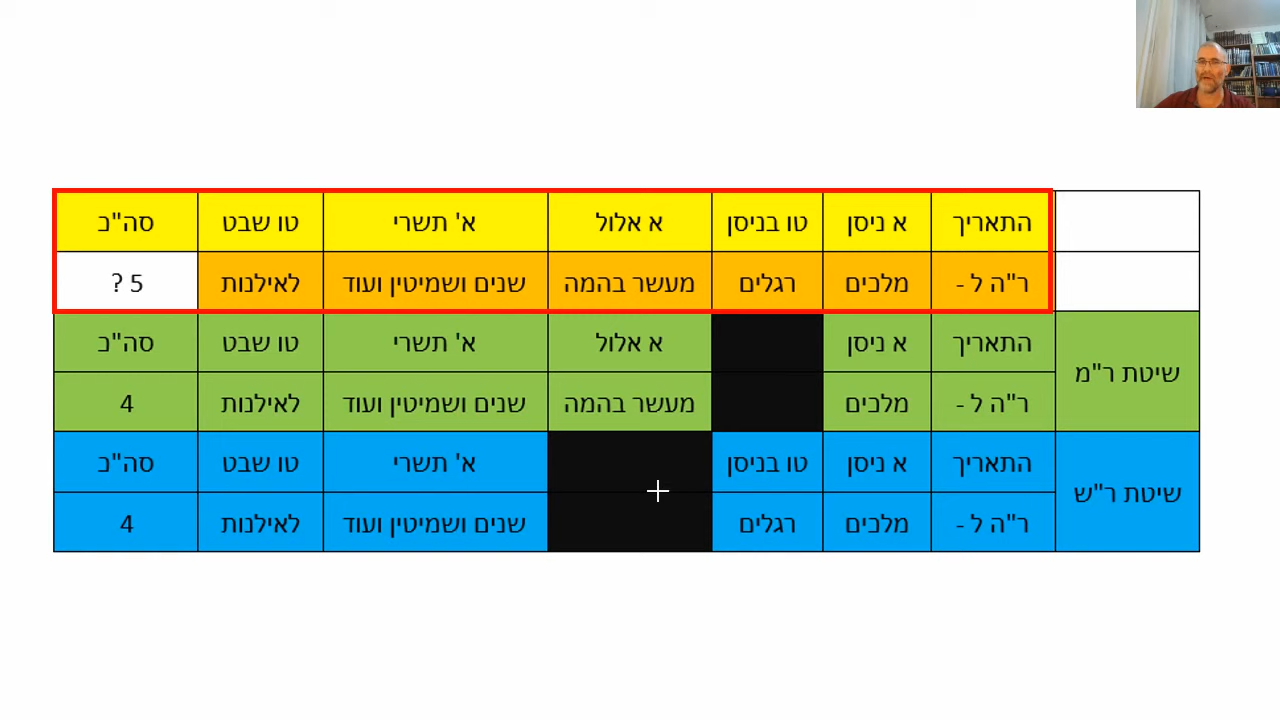 התאריך א ניסן טו בניסן א אלול א' תשרי טו שבט סה"כ
ר"ה ל - מלכים רגלים מעשר בהמה שנים ושמיטין ועוד לאילנות 5 ?
שיטת ר"מ
התאריך א ניסן א אלול א' תשרי טו שבט סה"כ
ר"ה ל - מלכים מעשר בהמה שנים ושמיטין ועוד לאילנות 4
שיטת ר"ש
התאריך א ניסן טו בניסן א' תשרי טו שבט סה"כ
ר"ה ל - מלכים רגלים שנים ושמיטין ועוד לאילנות 4